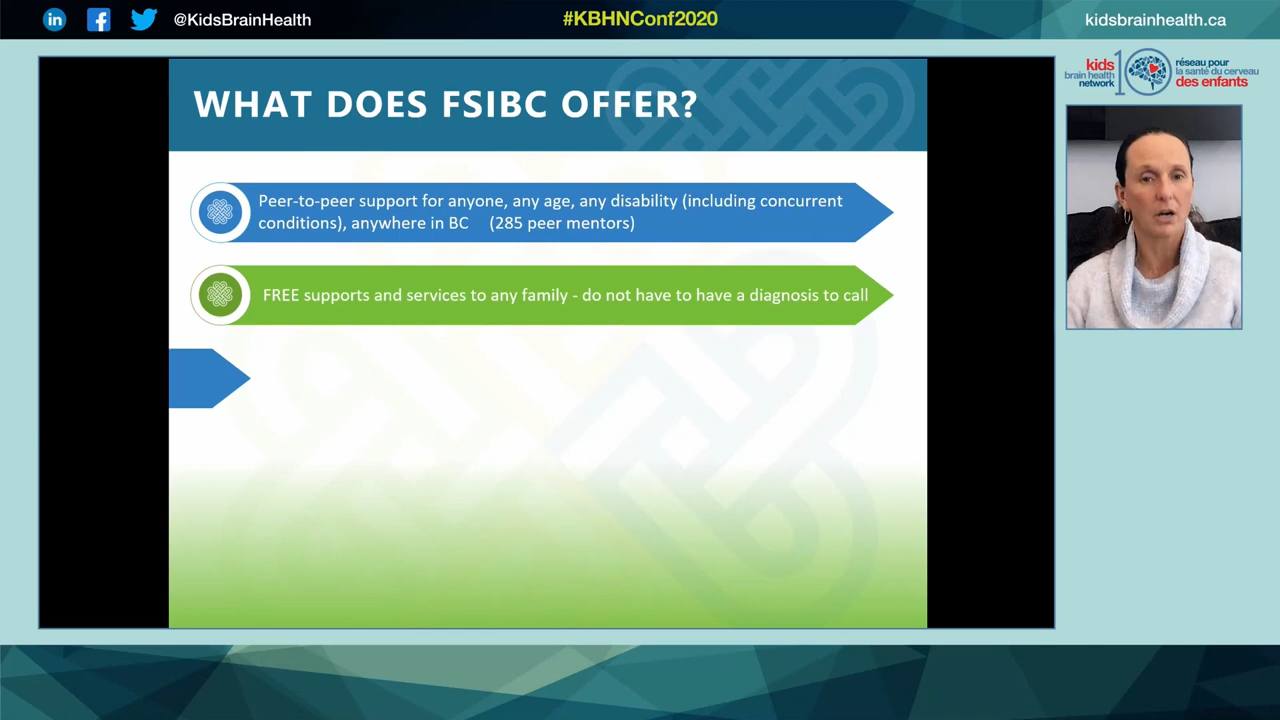 @KidsBrainHealth
#KBHNConf2020
kidsbrainhealth.ca
kids
brain health
network
10
réseau pour
la santé du cerveau
des enfants
WHAT DOES FSIBC OFFER?
Peer-to-peer support for anyone, any age, any disability (including concurrent
conditions), anywhere in BC (285 peer mentors)
FREE supports and services to any family - do not have to have a diagnosis to call